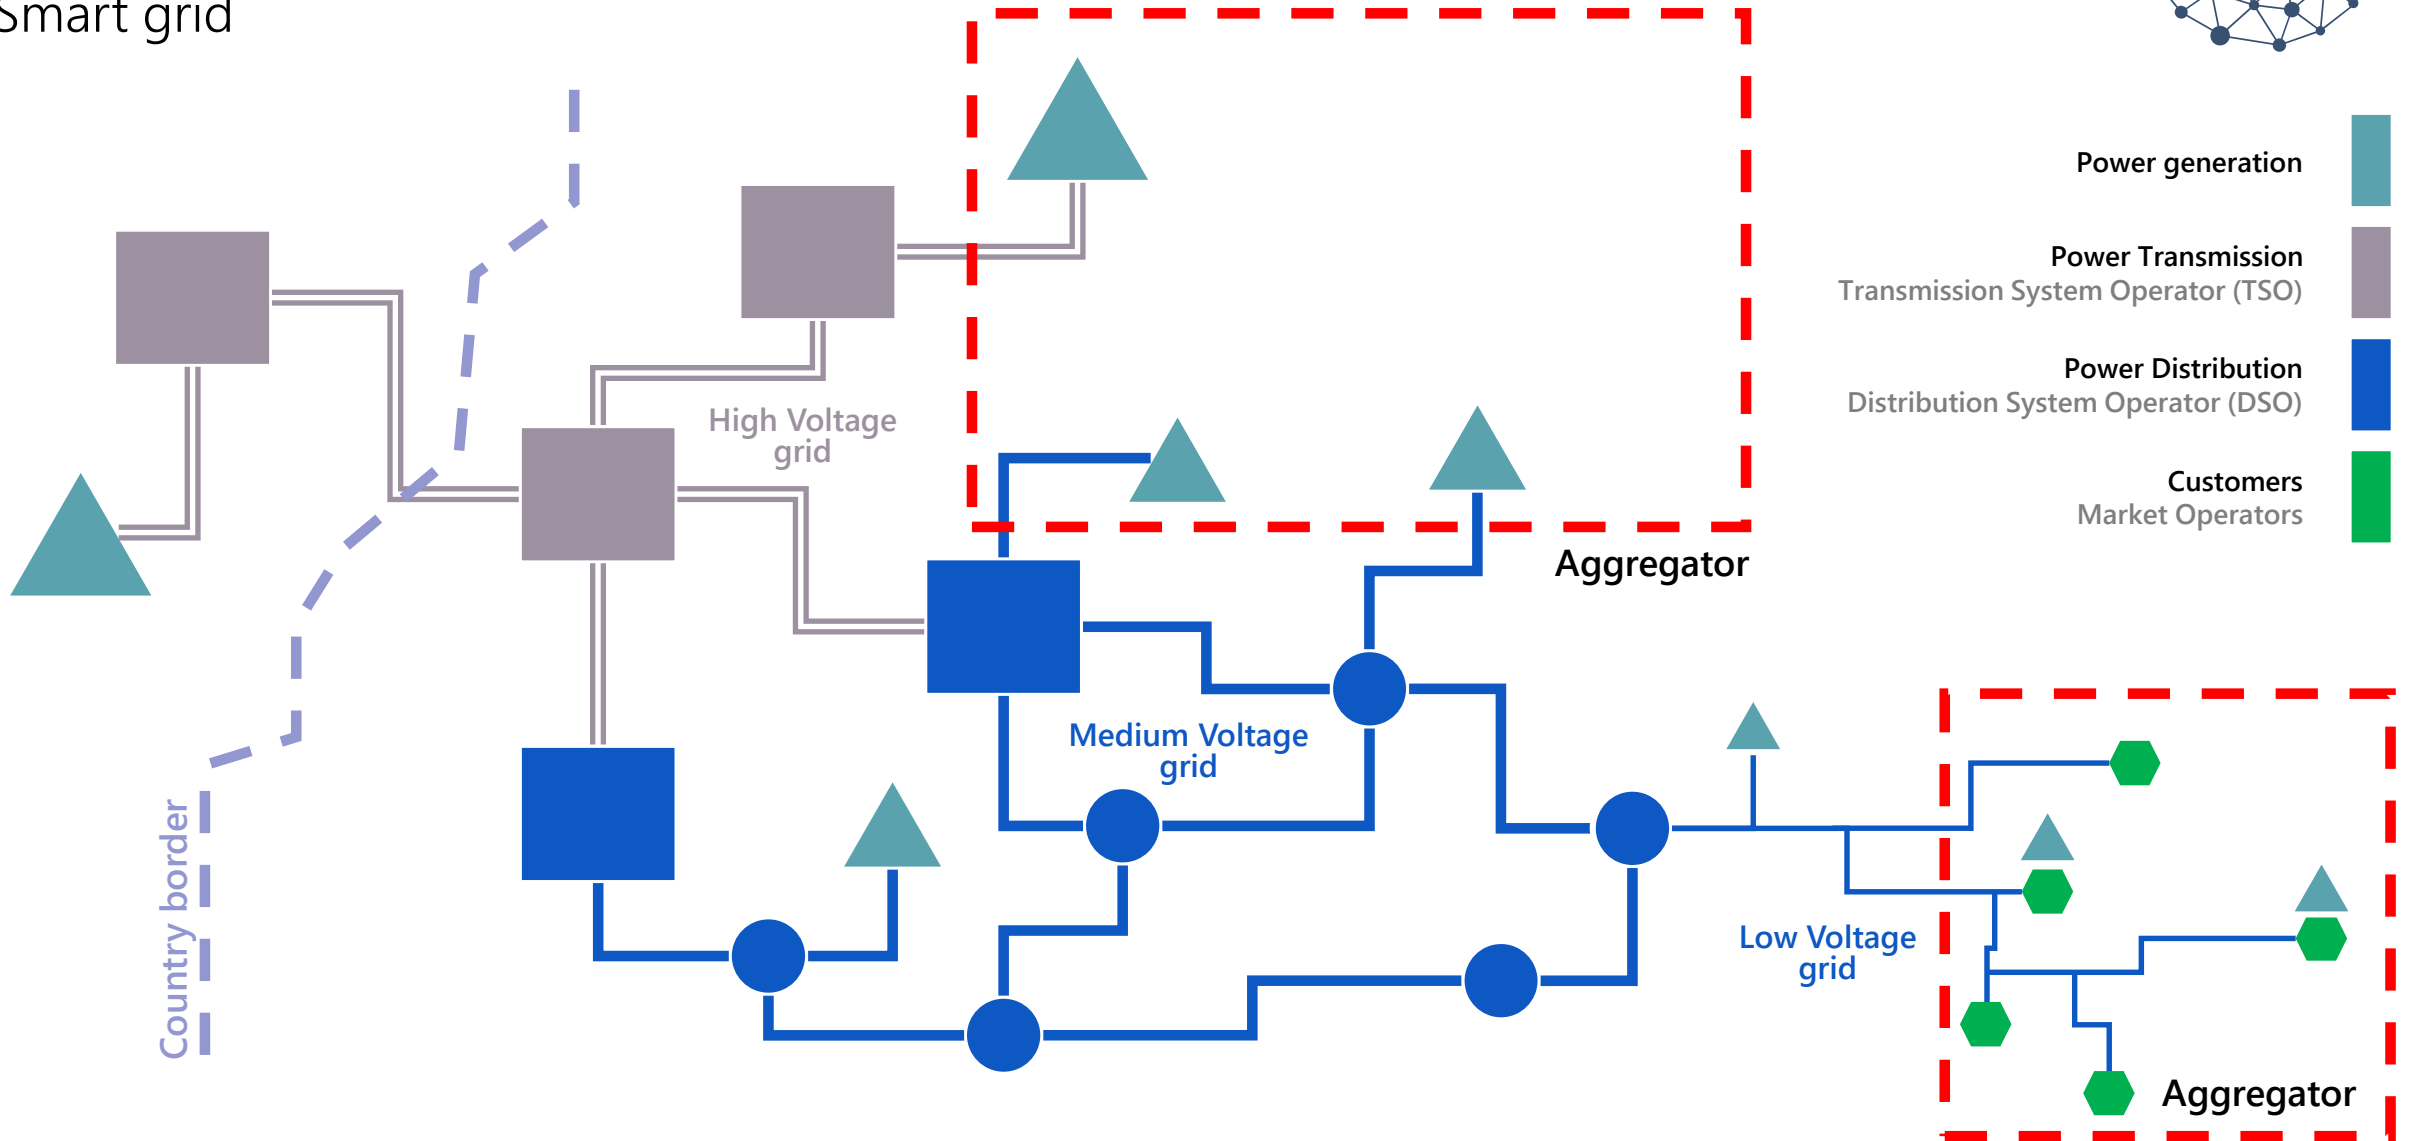 Smart grid
Power generation
Power Transmission
Transmission System Operator (TSO)
Power Distribution
Distribution System Operator (DSO)
Customers
Market Operators
High Voltage
grid
Aggregator
Medium Voltage
grid
Low Voltage
grid
Country border
Aggregator